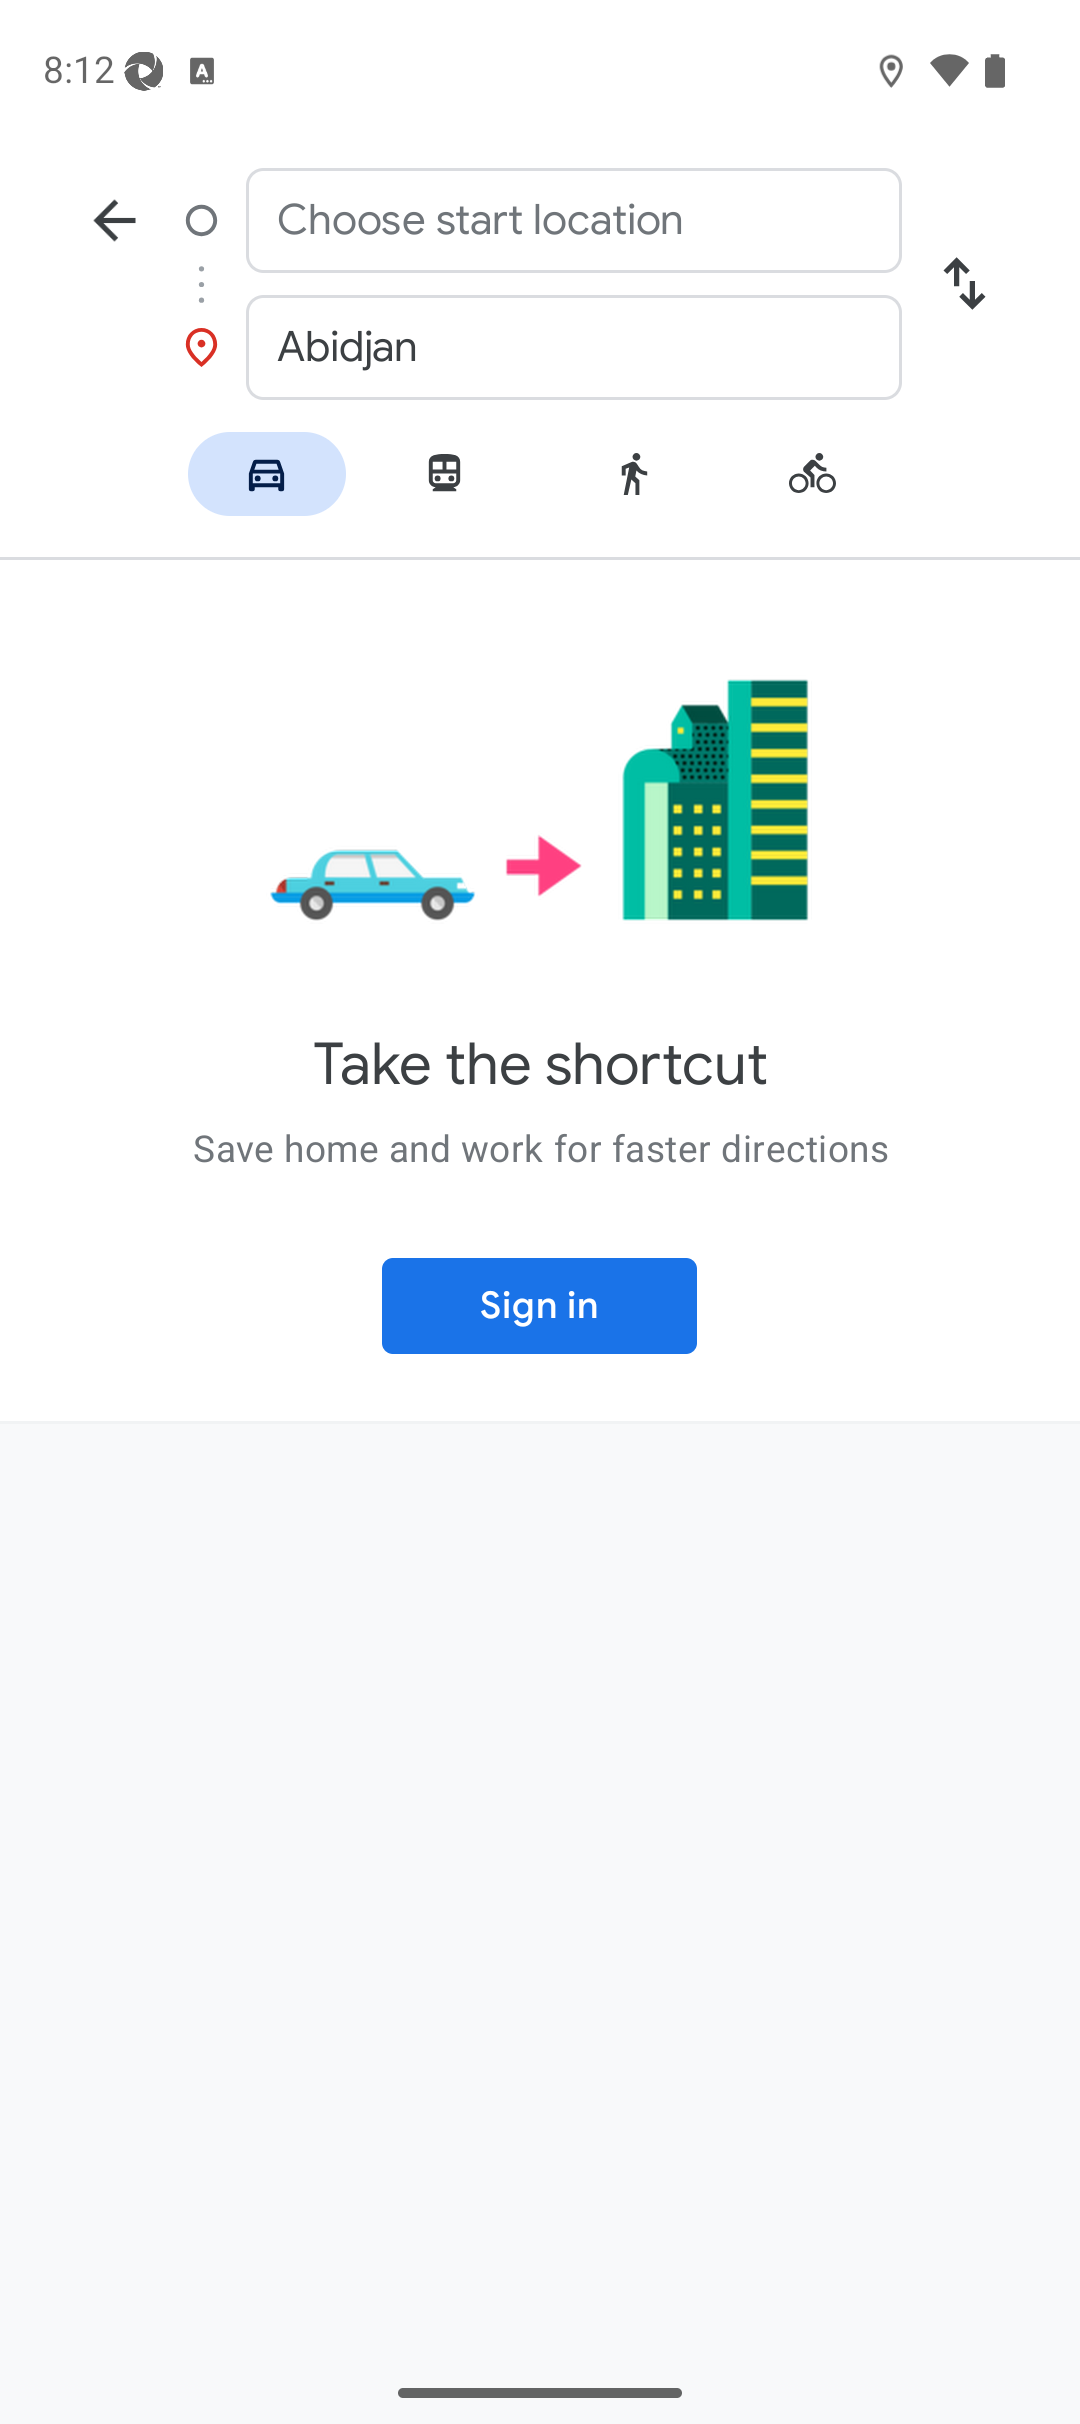 8:12
Choose start location
Abidjan
Take the shortcut
Save home and work for faster directions
Sign in